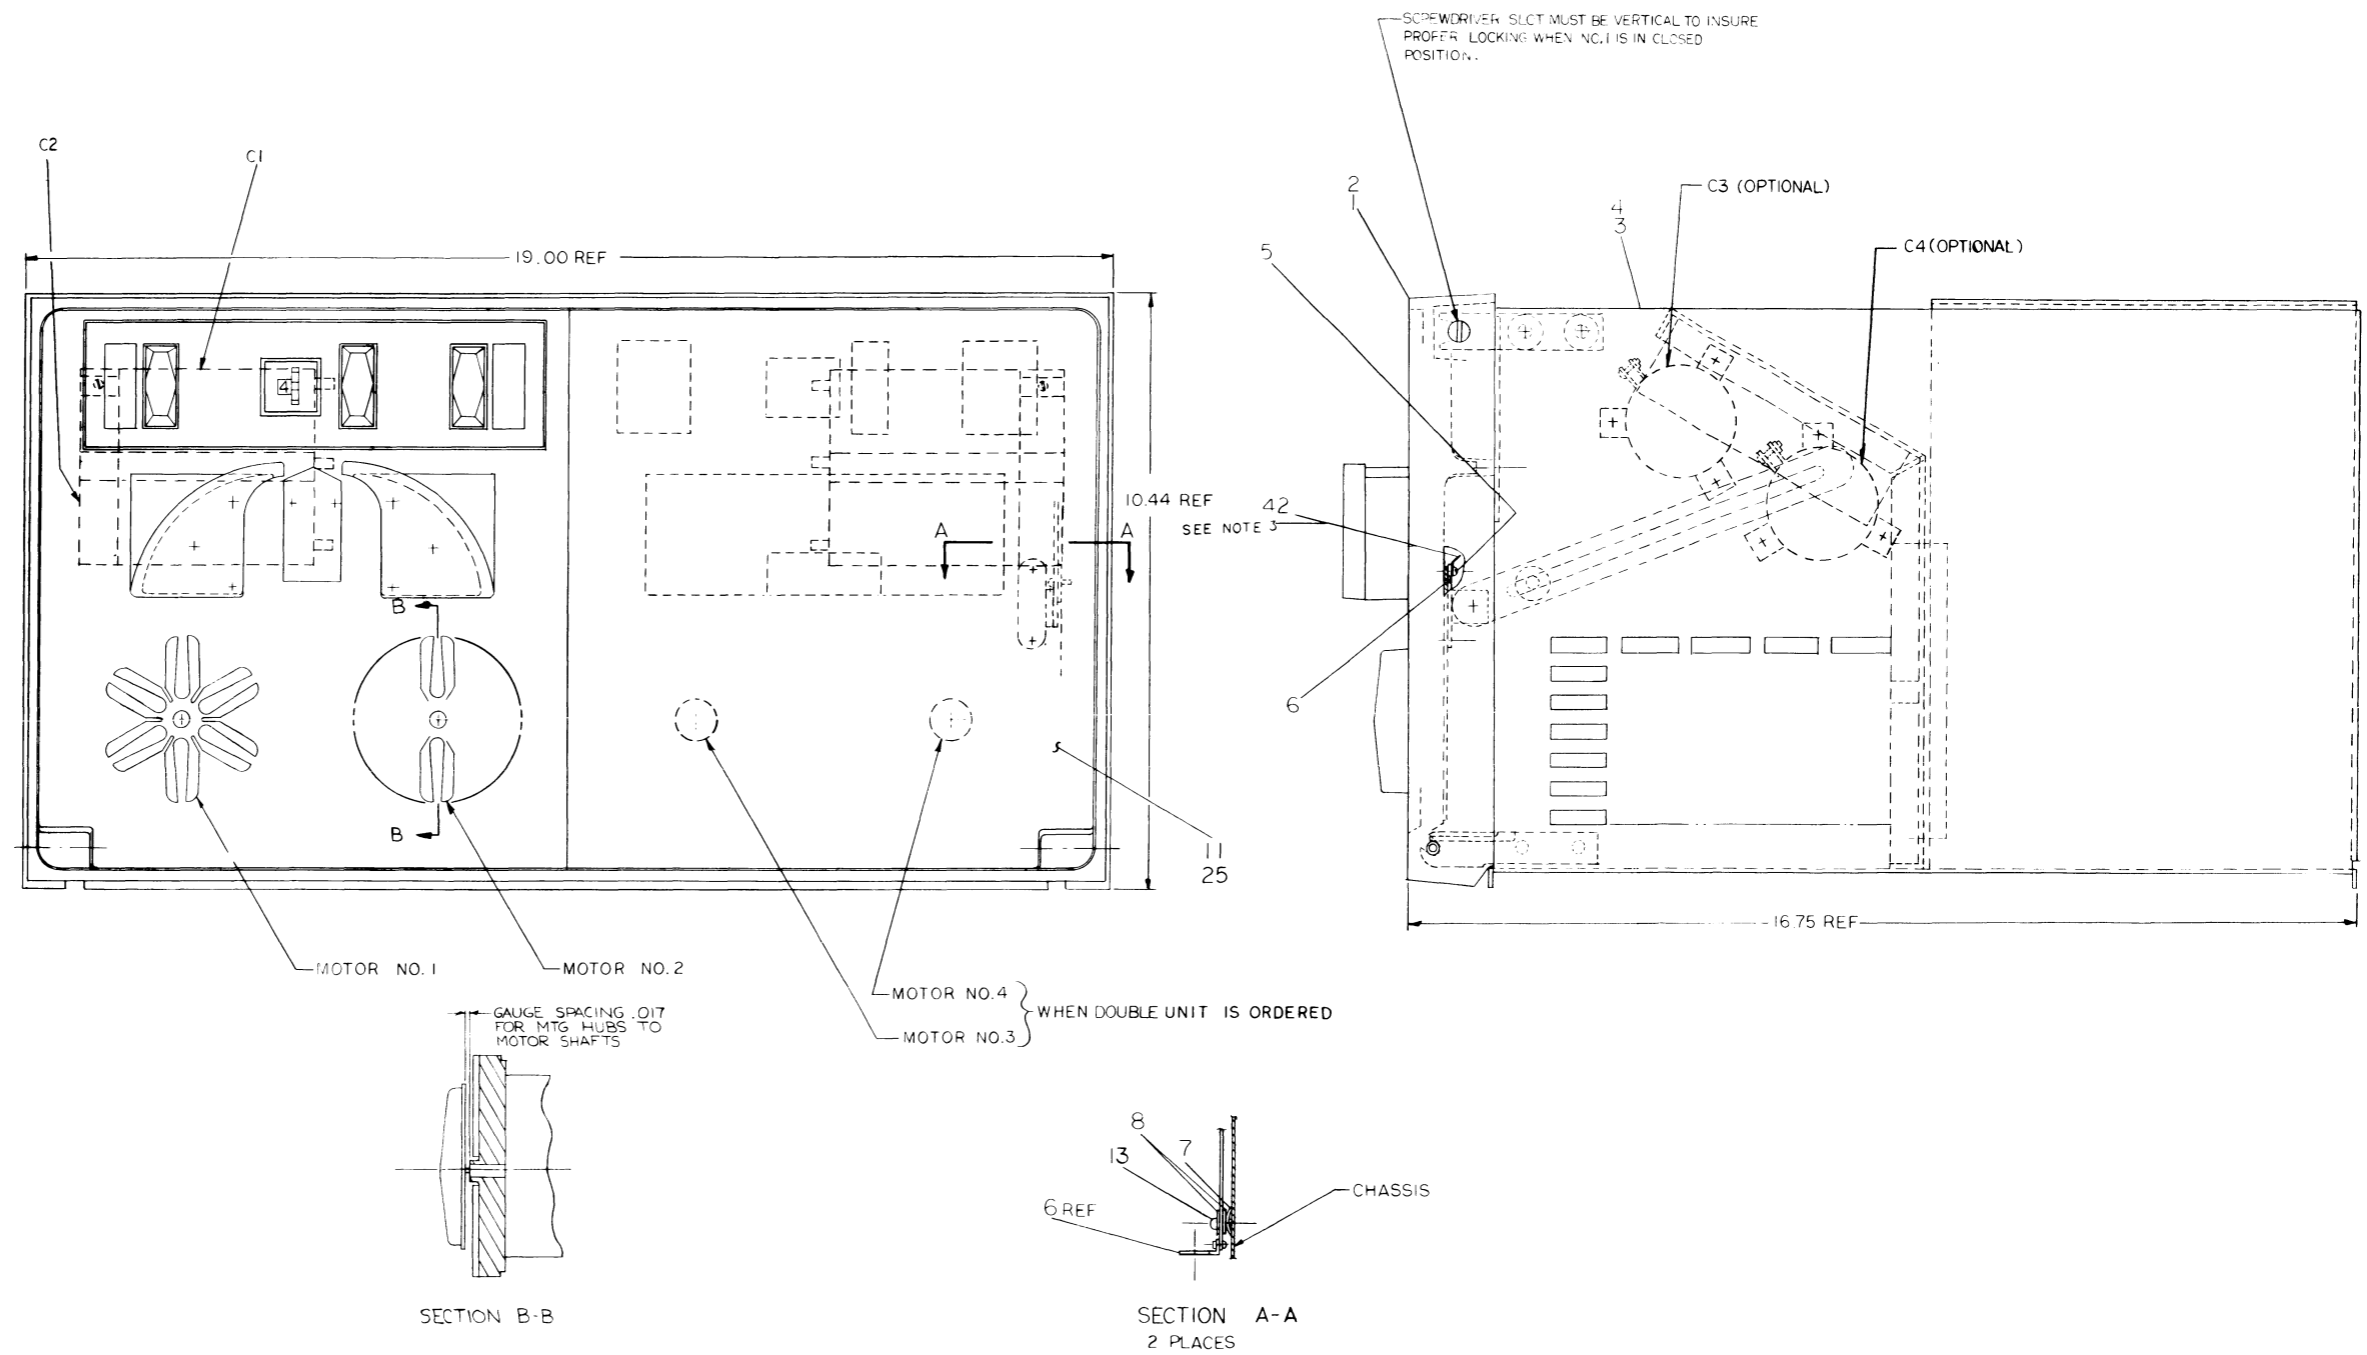 SCREWDRIVER SLOT MUST BE VERTICAL TO INSURE
PROPER LOCKING WHEN NO.1 IS IN CLOSED
POSITION.
C2
C1
2
1
4
3
C3 (OPTIONAL)
C4 (OPTIONAL)
5
19.00 REF
4
10.44 REF
42
SEE NOTE 3
A
A
B
6
B
11
25
16.75 REF
MOTOR NO. 1
MOTOR NO. 2
MOTOR NO. 4
WHEN DOUBLE UNIT IS ORDERED
MOTOR NO. 3
GAUGE SPACING .017
FOR MTG HUBS TO
MOTOR SHAFTS
8
13
7
CHASSIS
6 REF
SECTION B-B
SECTION A-A
2 PLACES